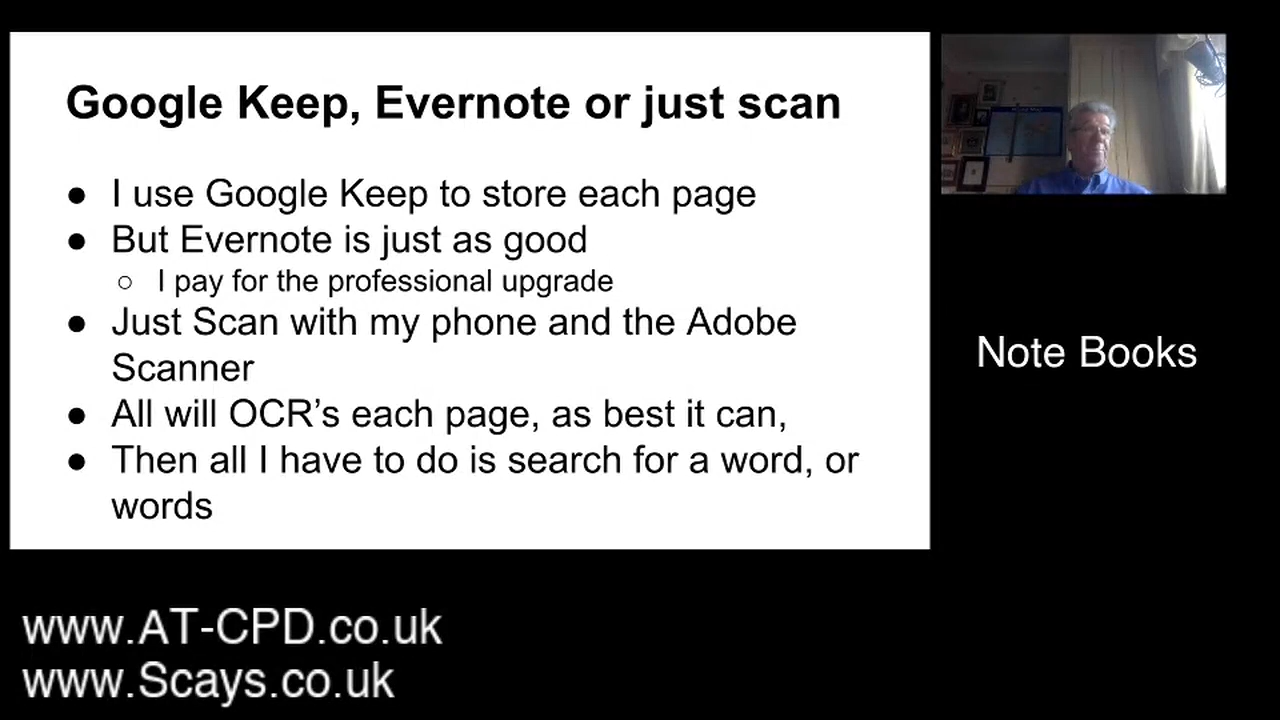 Google Keep, Evernote or just scan
● I use Google Keep to store each page
● But Evernote is just as good
○ I pay for the professional upgrade
● Just Scan with my phone and the Adobe
Scanner
● All will OCR’s each page, as best it can,
● Then all I have to do is search for a word, or
words
Note Books
www.AT-CPD.co.uk
www.Scays.co.uk